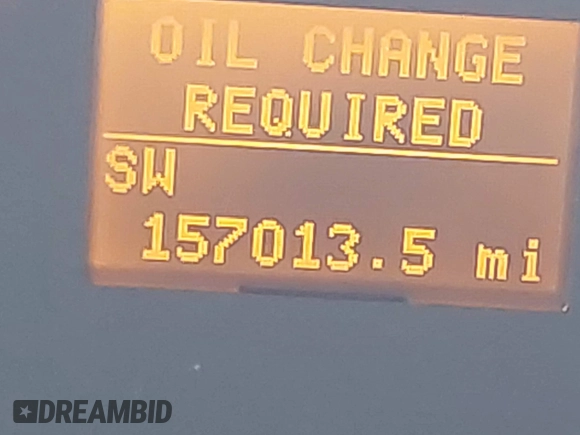 OIL CHANGE
REQUIRED
SW
157013.5 mi
DREAMBID